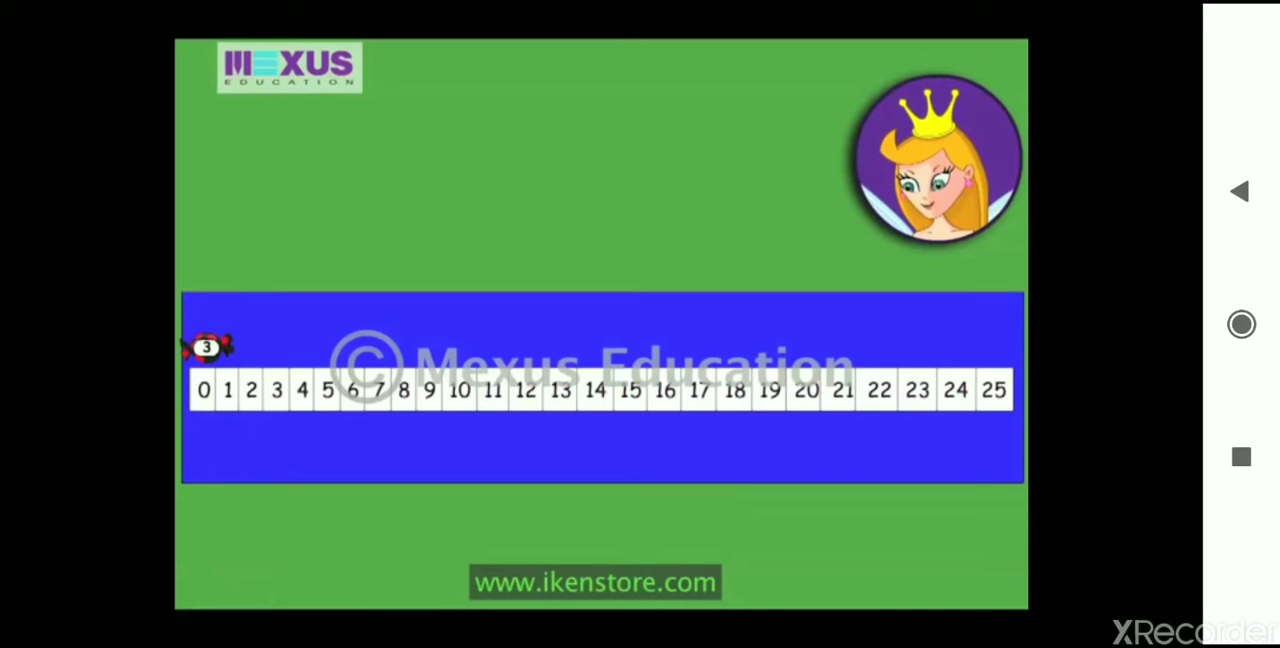 MEXUS
EDUCATION
3
© Mexus Education
0 1 2 3 4 5 6 7 8 9 10 11 12 13 14 15 16 17 18 19 20 21 22 23 24 25
www.ikenstore.com
XRecorder